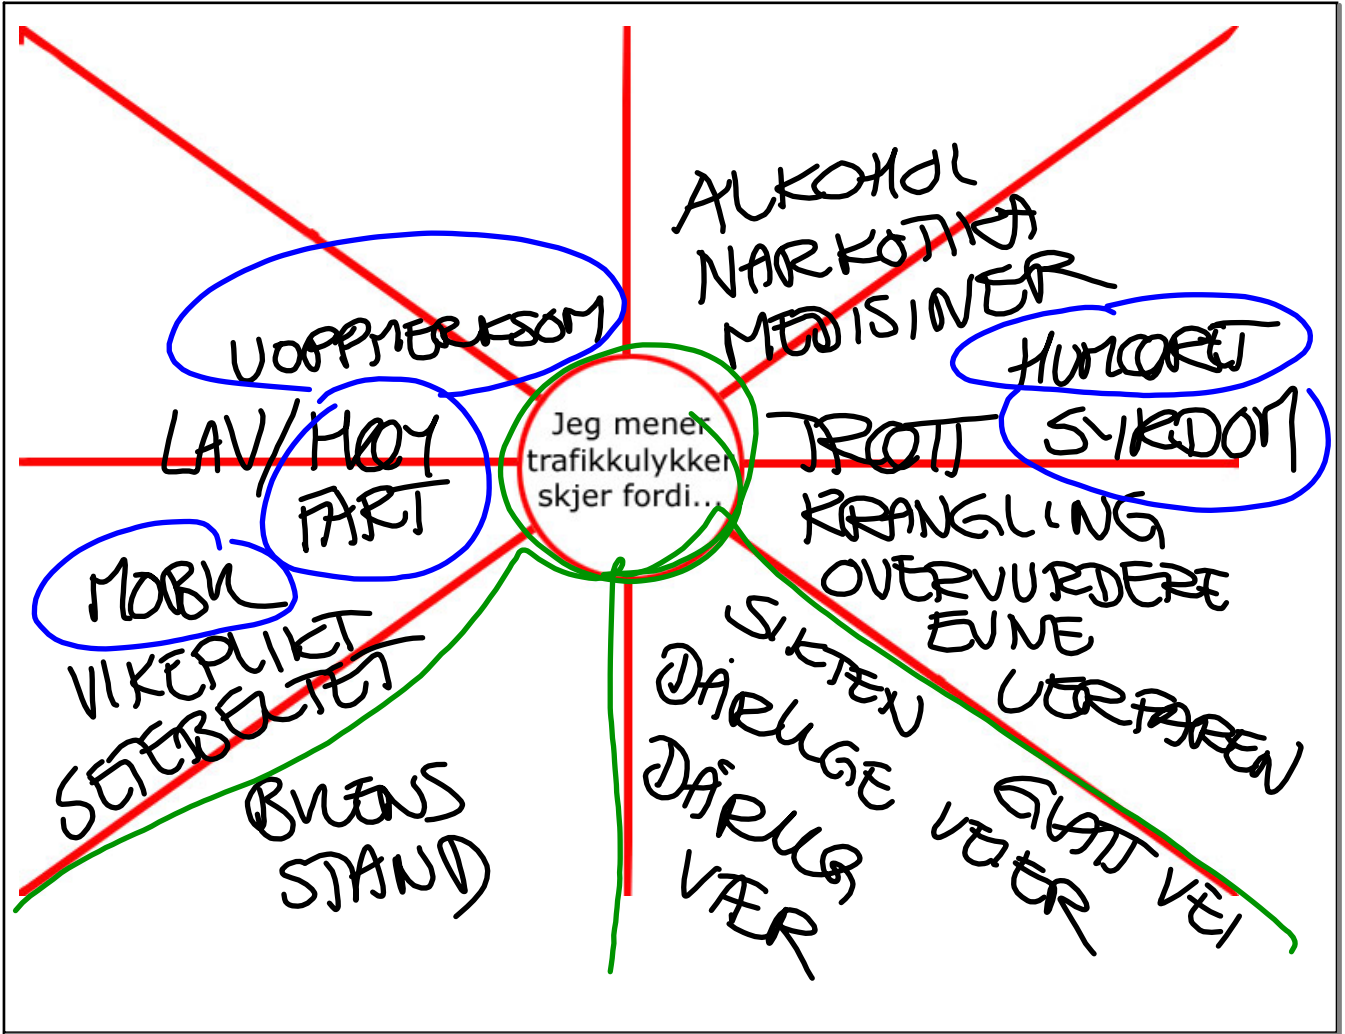 ALKOHOL
NARKOTIKA
MEDISINER
UOPPMERKSOM
HUMØRET
LAV/HØY
FART
Jeg mener
trafikkulykker
skjer fordi...
TRØTT
SYKDOM
KRANGLING
OVERVURDERE
EVNE
UERFAREN
MOBIL
VIKEPLIKT
SETEBELTET
BILENS
STAND
SIKTEN
DÅRLIGE
VEIER
DÅRLIG
VÆR
GLATT VEI